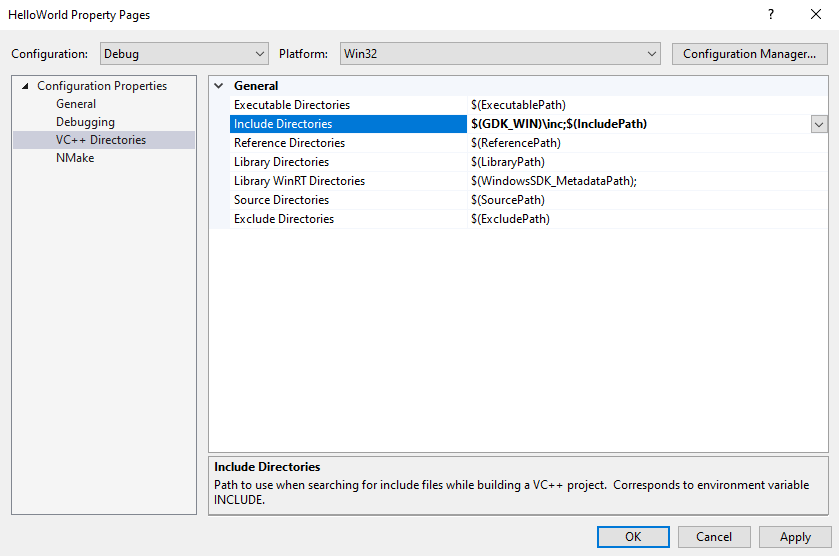 HelloWorld Property Pages
Configuration: Debug Platform: Win32 Configuration Manager...
Configuration Properties
General
Debugging
VC++ Directories
NMake
General
Executable Directories $(ExecutablePath)
Include Directories $(GDK_WIN)\inc;$(IncludePath)
Reference Directories $(ReferencePath)
Library Directories $(LibraryPath)
Library WinRT Directories $(WindowsSDK_MetadataPath);
Source Directories $(SourcePath)
Exclude Directories $(ExcludePath)
Include Directories
Path to use when searching for include files while building a VC++ project. Corresponds to environment variable
INCLUDE.
OK Cancel Apply